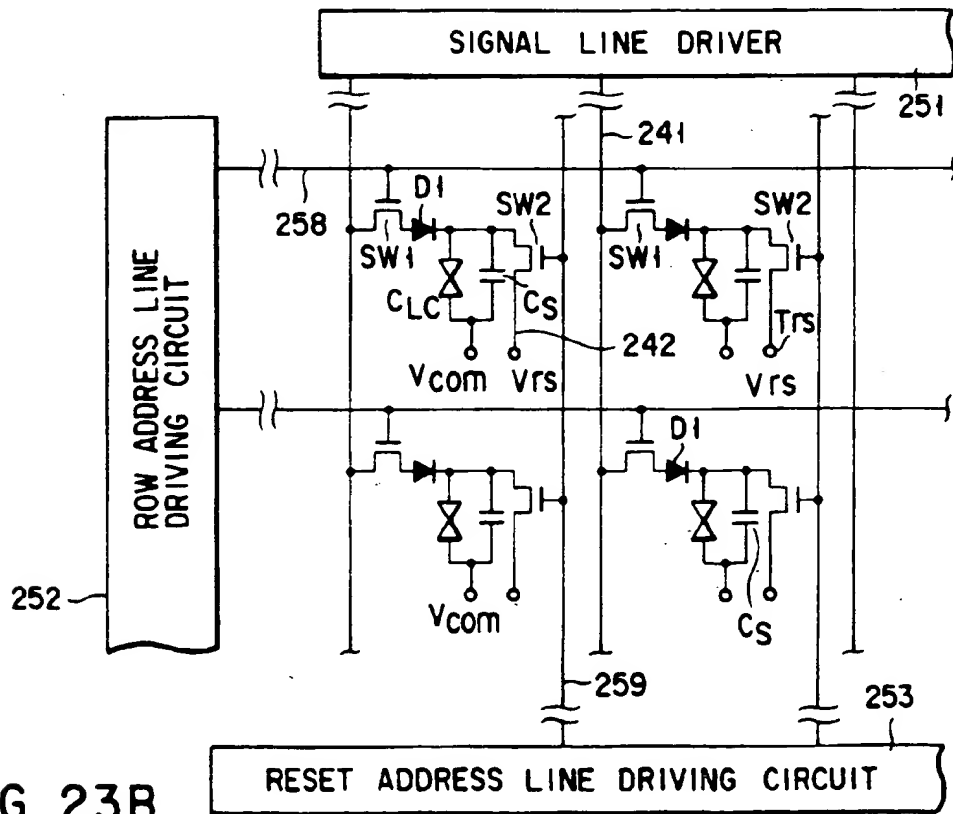 SIGNAL LINE DRIVER
251
241
258
D1
SW1
SW2
SW1
SW2
CLC
CS
242
Trs
Vcom
Vrs
Vrs
ROW ADDRESS LINE
DRIVING CIRCUIT
D1
252
Vcom
CS
259
253
RESET ADDRESS LINE DRIVING CIRCUIT
G 23B